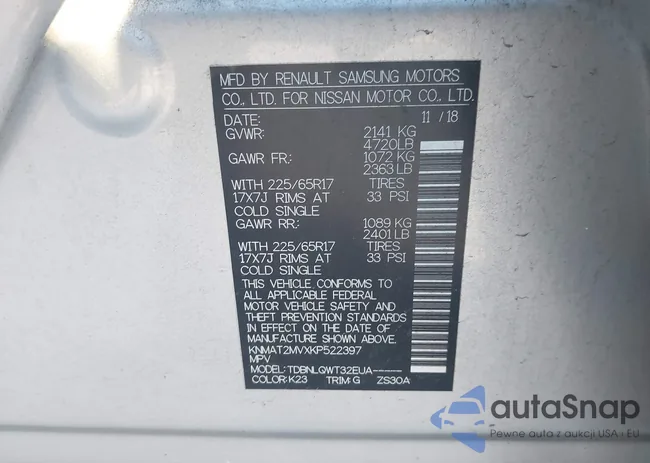 MFD BY RENAULT SAMSUNG MOTORS
CO., LTD. FOR NISSAN MOTOR CO., LTD.
DATE: 11 / 18
GVWR: 2141 KG
4720LB
GAWR FR: 1072 KG
2363 LB
WITH 225/65R17 TIRES
17X7J RIMS AT 33 PSI
COLD SINGLE
GAWR RR.: 1089 KG
2401 LB
WITH 225/65R17 TIRES
17X7J RIMS AT 33 PSI
COLD SINGLE
THIS VEHICLE CONFORMS TO
ALL APPLICABLE FEDERAL
MOTOR VEHICLE SAFETY AND
THEFT PREVENTION STANDARDS
IN EFFECT ON THE DATE OF
MANUFACTURE SHOWN ABOVE.
KNMAT2MVXKP522397
MPV
MODEL: TDBNLQWT32EUA----
COLOR:K23 TRIM:G ZS30A
autaSnap
Pewne auta z aukcji USA i EU